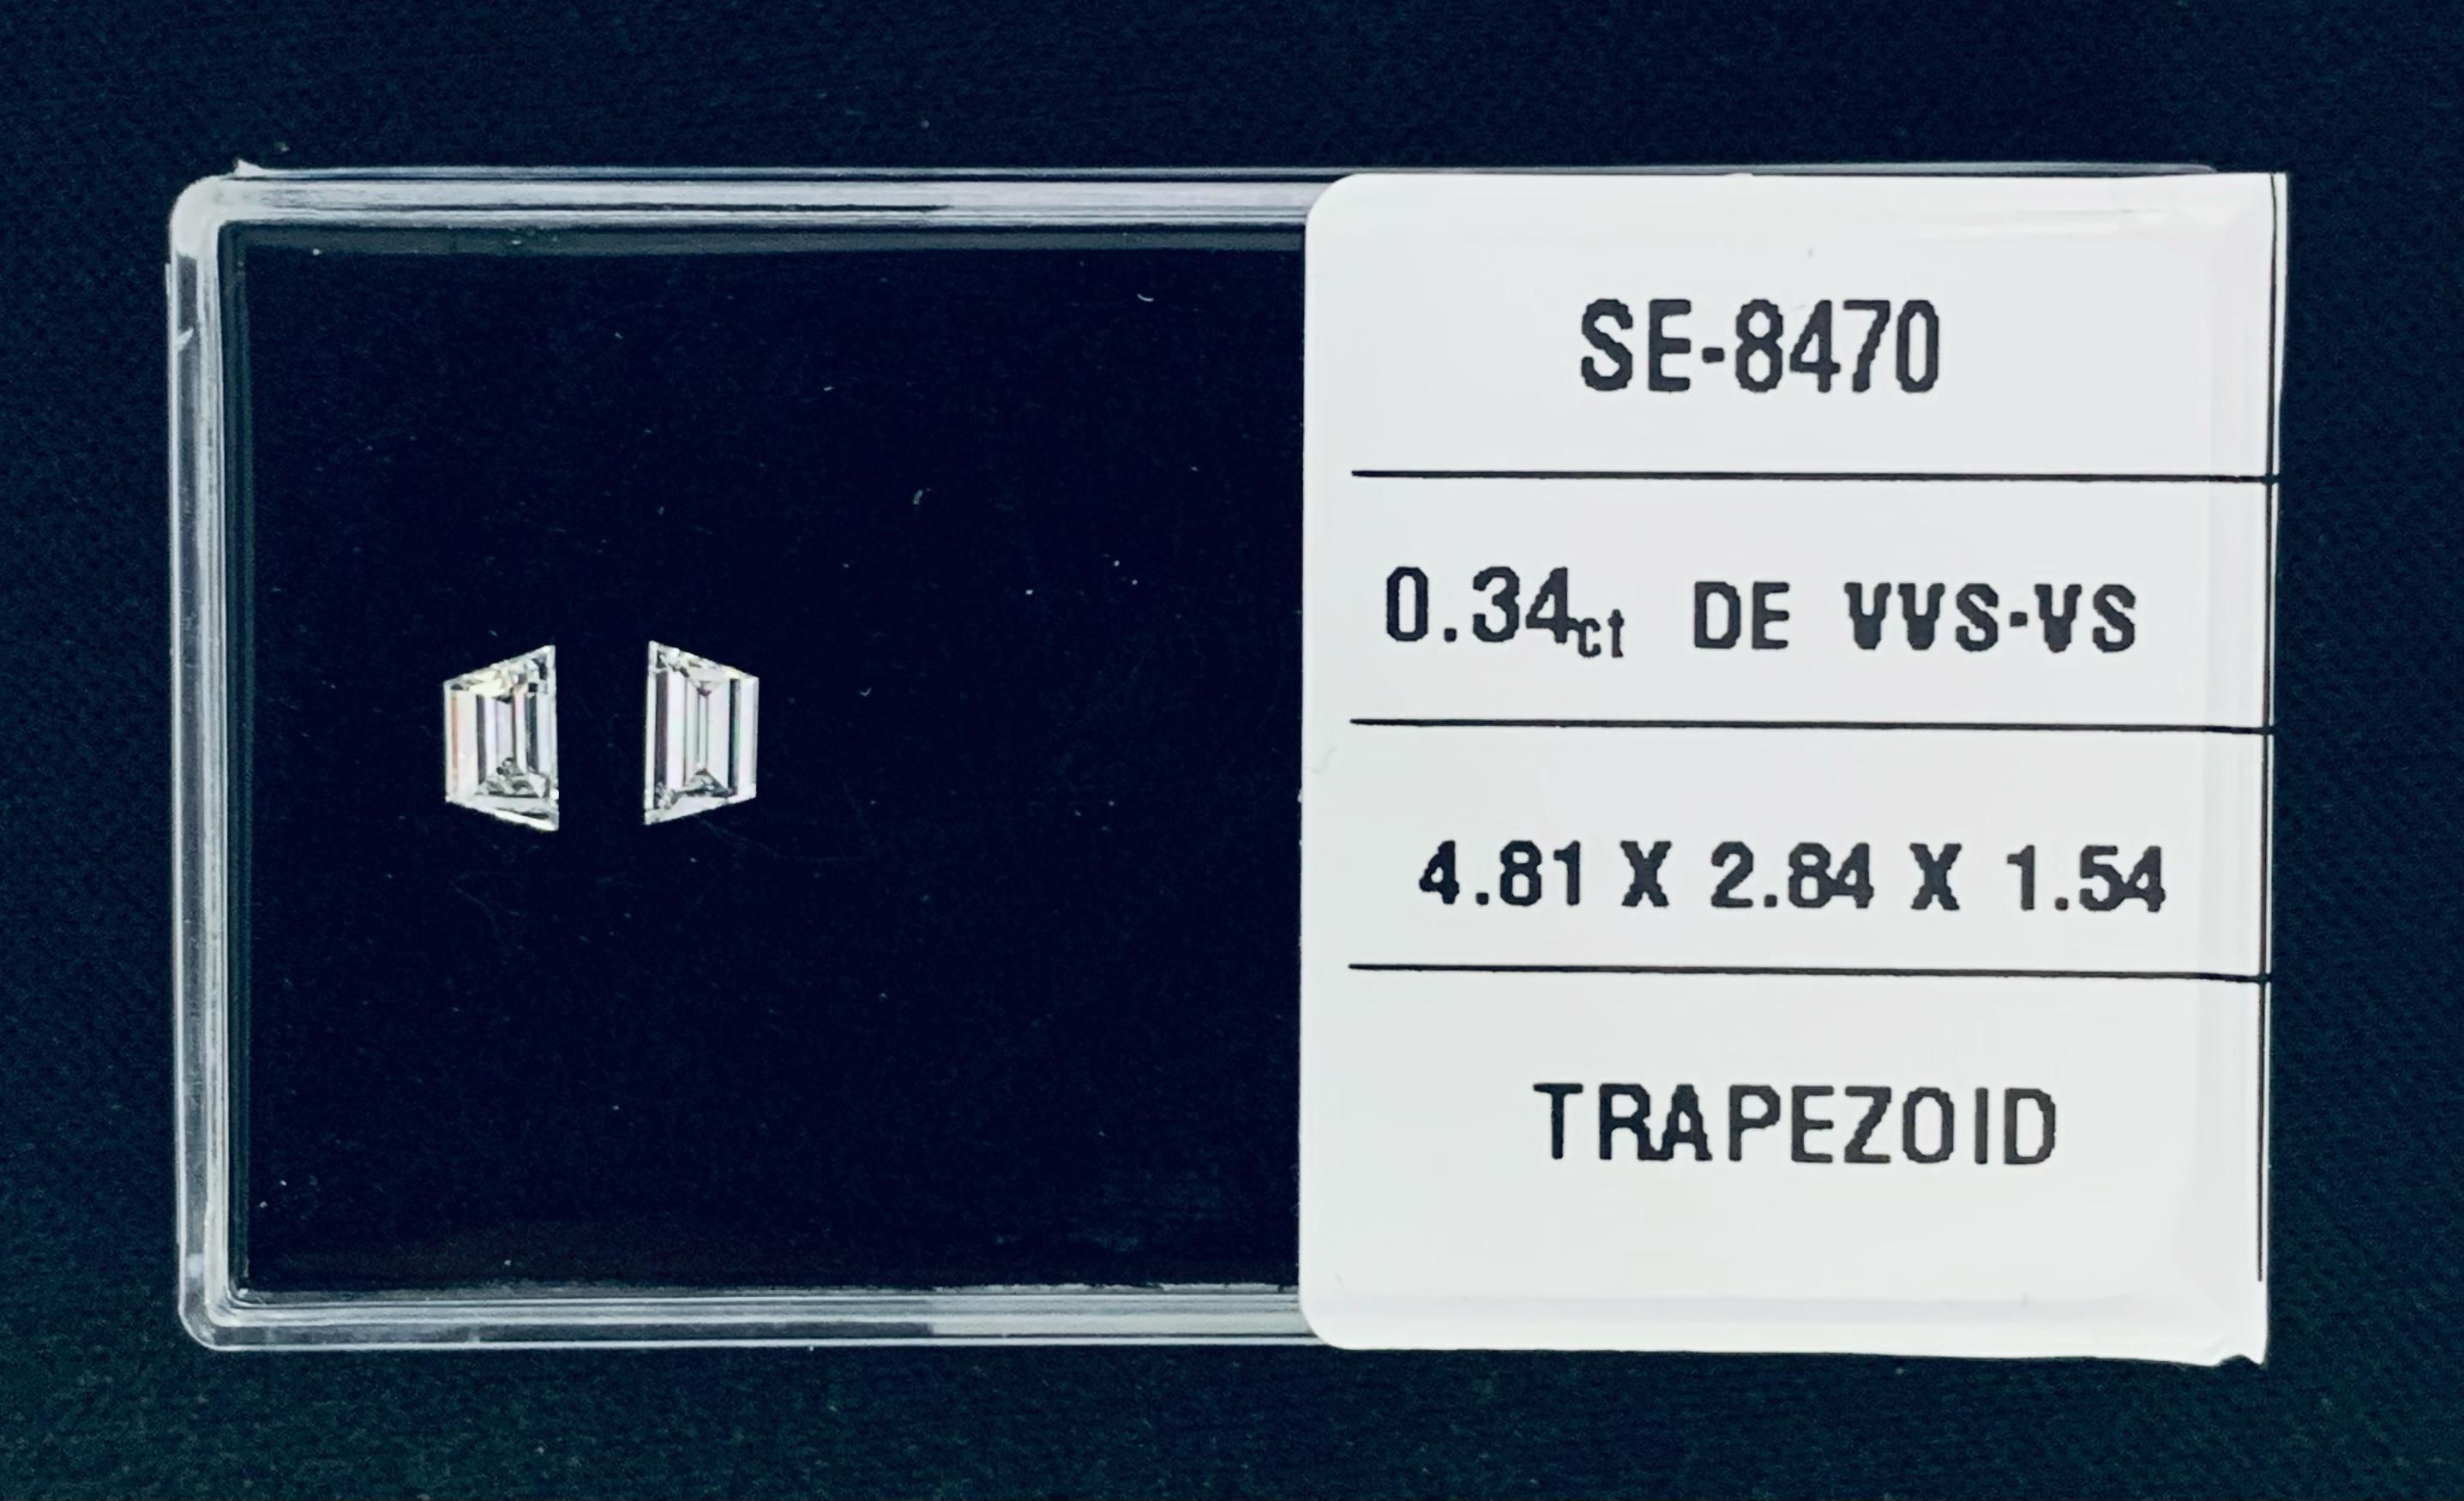 SE-8470
0.34ct DE VVS-VS
4.81 X 2.84 X 1.54
TRAPEZOID